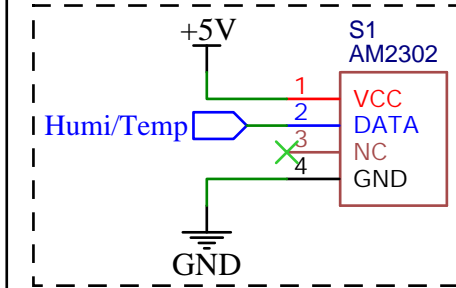 +5V
S1
AM2302
1 VCC
Humi/Temp 2 DATA
3 NC
4 GND
GND